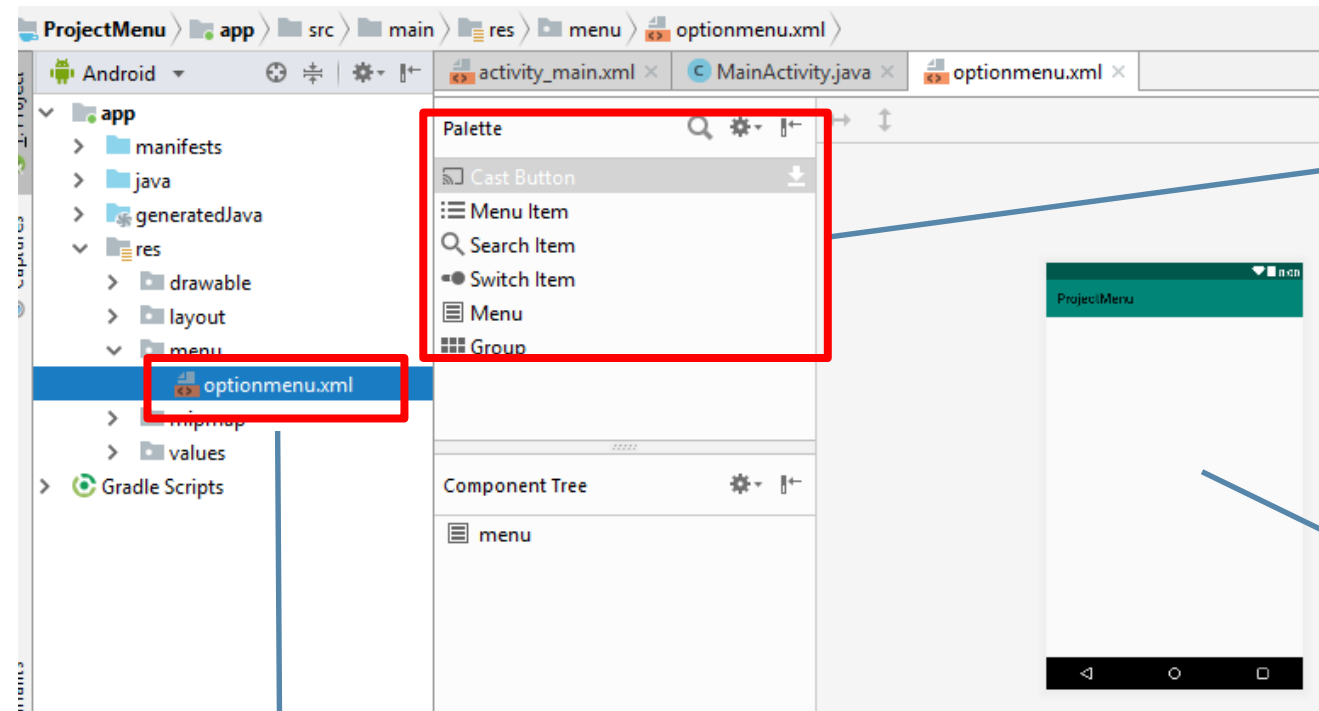 ProjectMenu app src main res menu optionmenu.xml
Android
activity_main.xml
MainActivity.java
optionmenu.xml
app
manifests
java
generatedJava
res
drawable
layout
menu
optionmenu.xml
mipmap
values
Gradle Scripts
Palette
Cast Button
Menu Item
Search Item
Switch Item
Menu
Group
Component Tree
menu
ProjectMenu